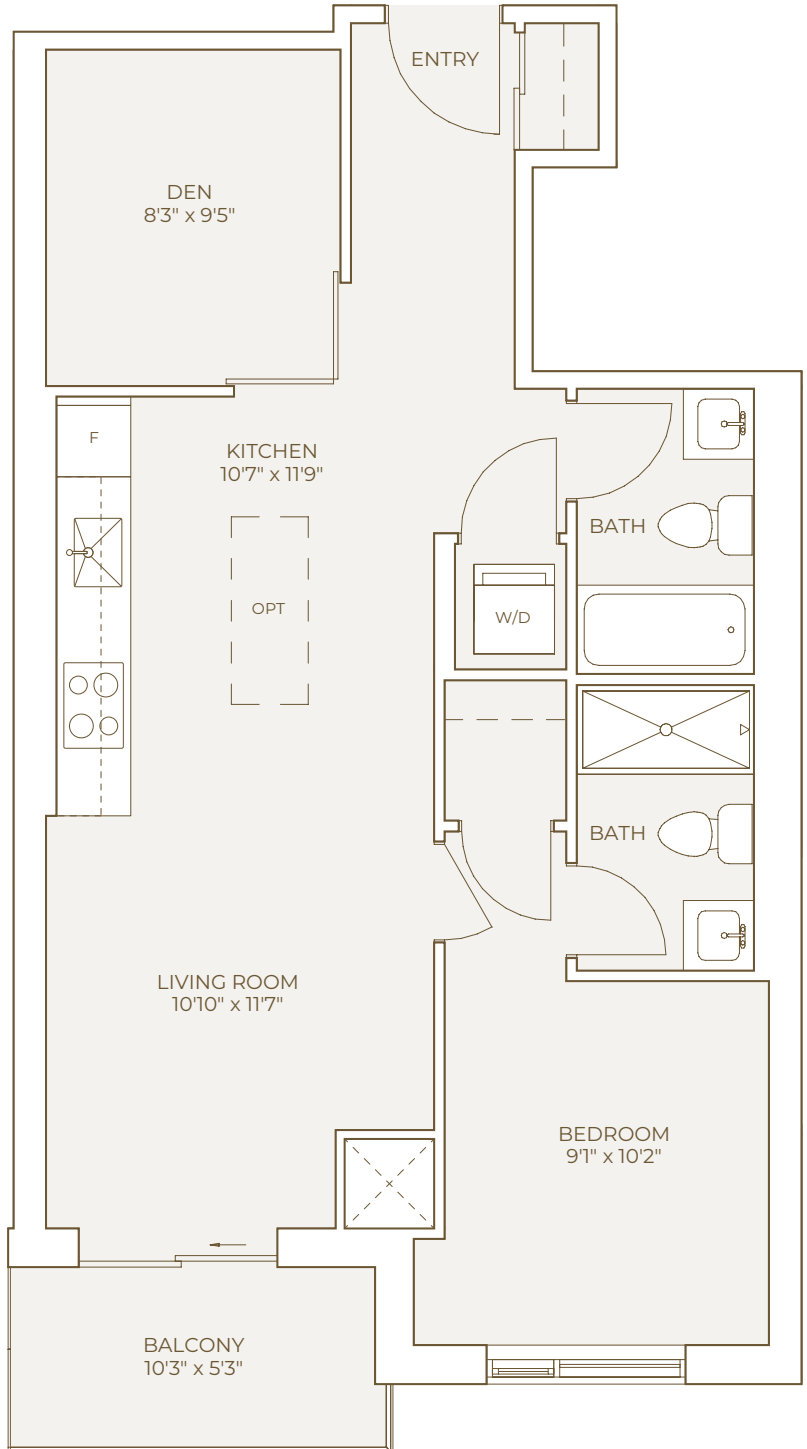 ENTRY
DEN
8'3" x 9'5"
F
KITCHEN
10'7" x 11'9"
BATH
OPT
W/D
BATH
LIVING ROOM
10'10" x 11'7"
BEDROOM
9'1" x 10'2"
BALCONY
10'3" x 5'3"